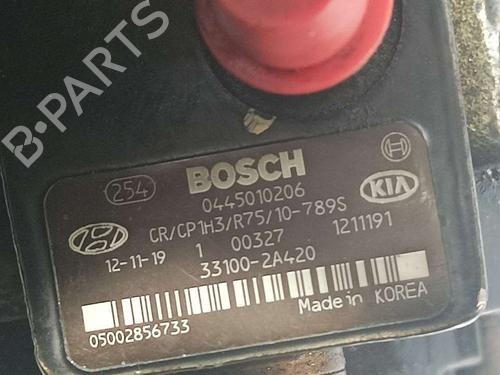 B-PARTS
BOSCH
254
0445010206
KIA
CR/CP1H3/R75/10-789S
12-11-19 1 00327 1211191
33100-2A420
Made in KOREA
05002856733